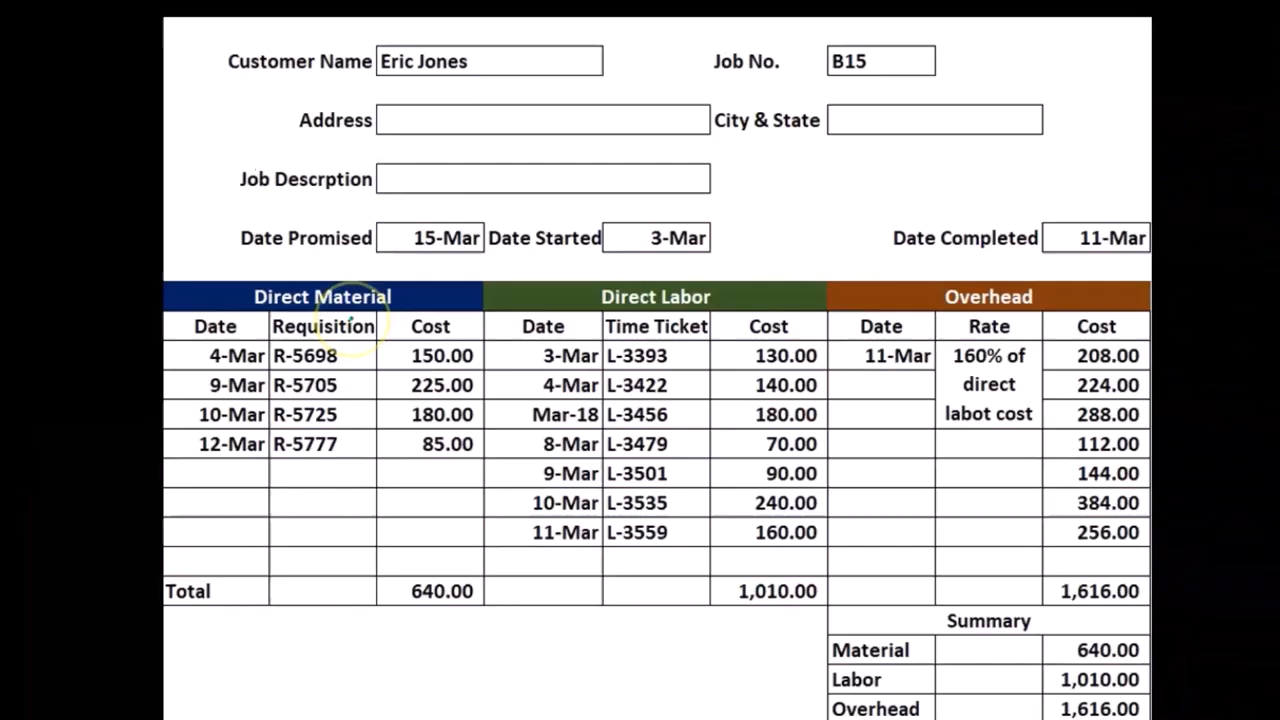 Customer Name Eric Jones Job No. B15
Address City & State
Job Descrption
Date Promised 15-Mar Date Started 3-Mar Date Completed 11-Mar
Direct Material Direct Labor Overhead
Date Requisition Cost Date Time Ticket Cost Date Rate Cost
4-Mar R-5698 150.00 3-Mar L-3393 130.00 11-Mar 160% of 208.00
9-Mar R-5705 225.00 4-Mar L-3422 140.00 direct 224.00
10-Mar R-5725 180.00 Mar-18 L-3456 180.00 labot cost 288.00
12-Mar R-5777 85.00 8-Mar L-3479 70.00 112.00
9-Mar L-3501 90.00 144.00
10-Mar L-3535 240.00 384.00
11-Mar L-3559 160.00 256.00
Total 640.00 1,010.00 1,616.00
Summary
Material 640.00
Labor 1,010.00
Overhead 1,616.00